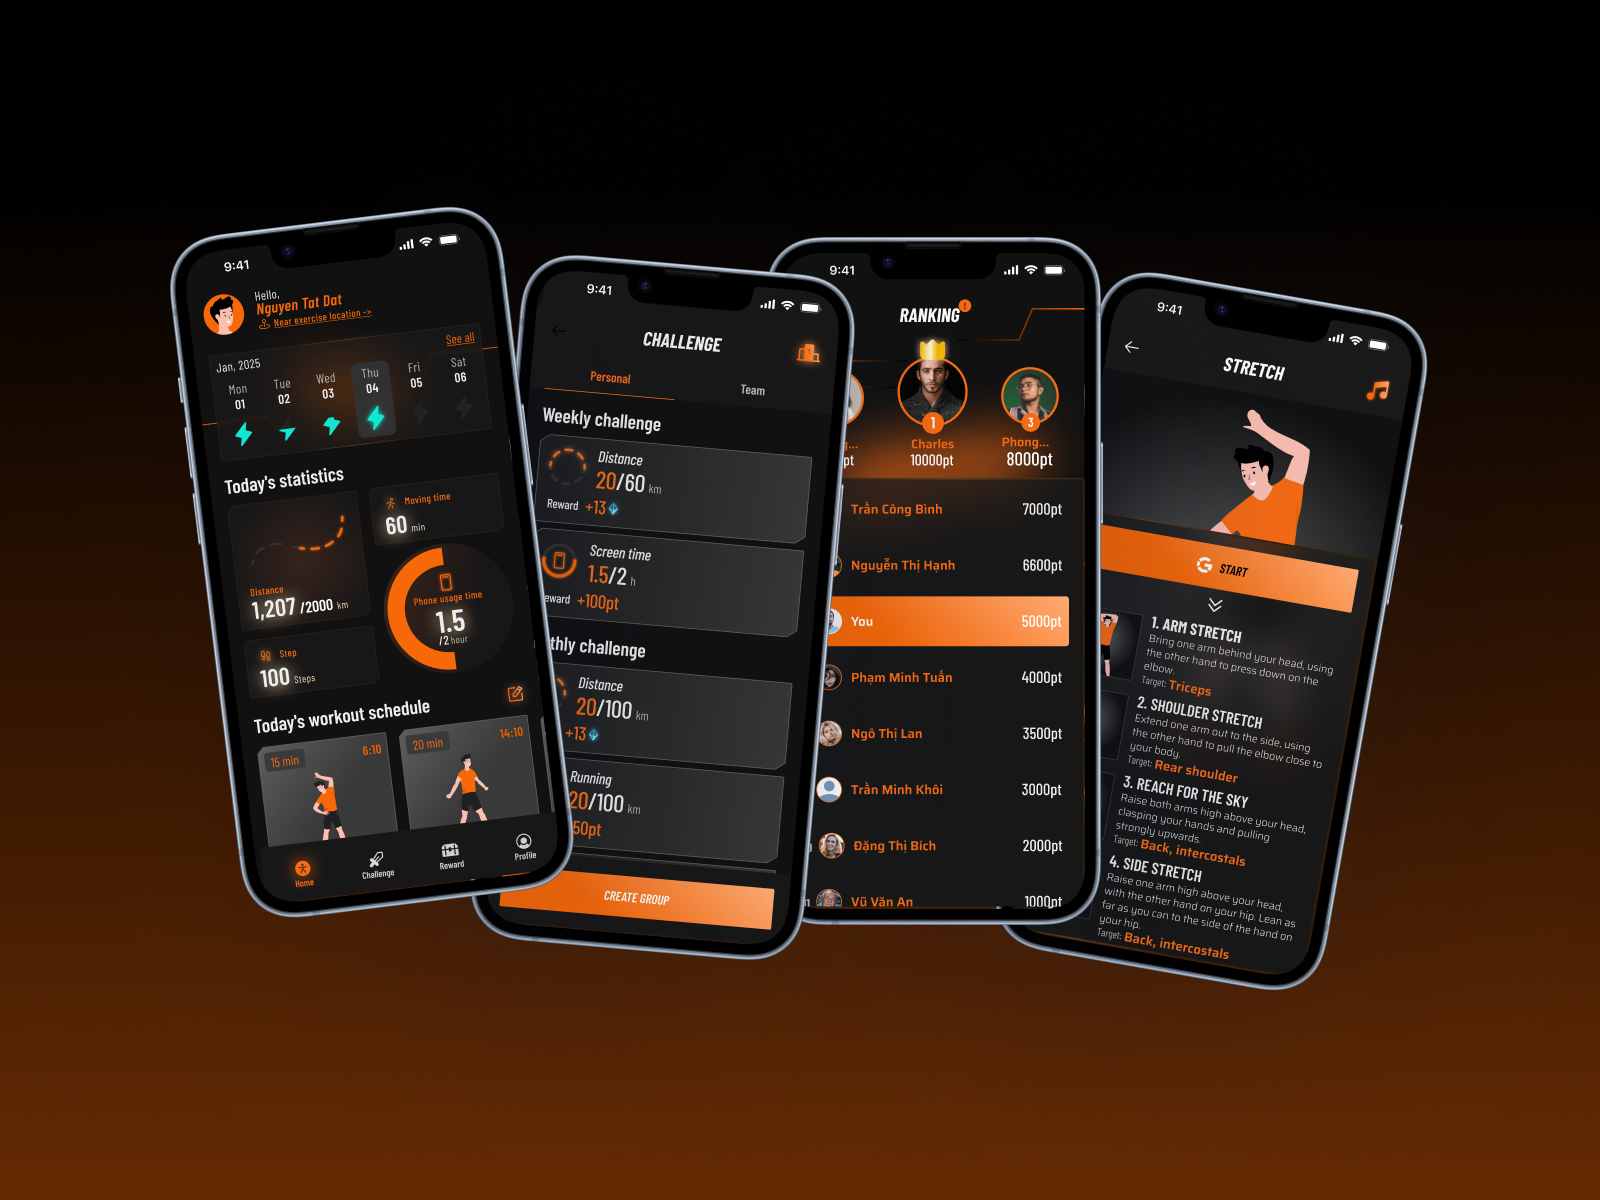 9:41
Hello,
Nguyen Tat Dat
Near exercise location ->
Jan, 2025
See all
Mon Tue Wed Thu Fri Sat
01 02 03 04 05 06
Today's statistics
Distance
1,207 /2000 km
Moving time
60 min
Phone usage time
1.5
/2 hour
Step
100 Steps
Today's workout schedule
15 min
6:10
20 min
14:10
Home
Challenge
Reward
Profile
9:41
CHALLENGE
Personal
Team
Weekly challenge
Distance
20/60 km
Reward +13
Screen time
1.5/2 h
eward +100pt
thly challenge
Distance
20/100 km
+13
Running
20/100 km
50pt
CREATE GROUP
9:41
RANKING
!
1
Charles
10000pt
3
Phong...
8000pt
g...
pt
Trần Công Bình 7000pt
Nguyễn Thị Hạnh 6600pt
You 5000pt
Phạm Minh Tuấn 4000pt
Ngô Thị Lan 3500pt
Trần Minh Khôi 3000pt
Đặng Thị Bích 2000pt
Vũ Văn An 1000pt
9:41
STRETCH
START
1. ARM STRETCH
Bring one arm behind your head, using
the other hand to press down on the
elbow.
Target: Triceps
2. SHOULDER STRETCH
Extend one arm out to the side, using
the other hand to pull the elbow close to
your body.
Target: Rear shoulder
3. REACH FOR THE SKY
Raise both arms high above your head,
clasping your hands and pulling
strongly upwards.
Target: Back, intercostals
4. SIDE STRETCH
Raise one arm high above your head,
with the other hand on your hip. Lean as
far as you can to the side of the hand on
your hip.
Target: Back, intercostals